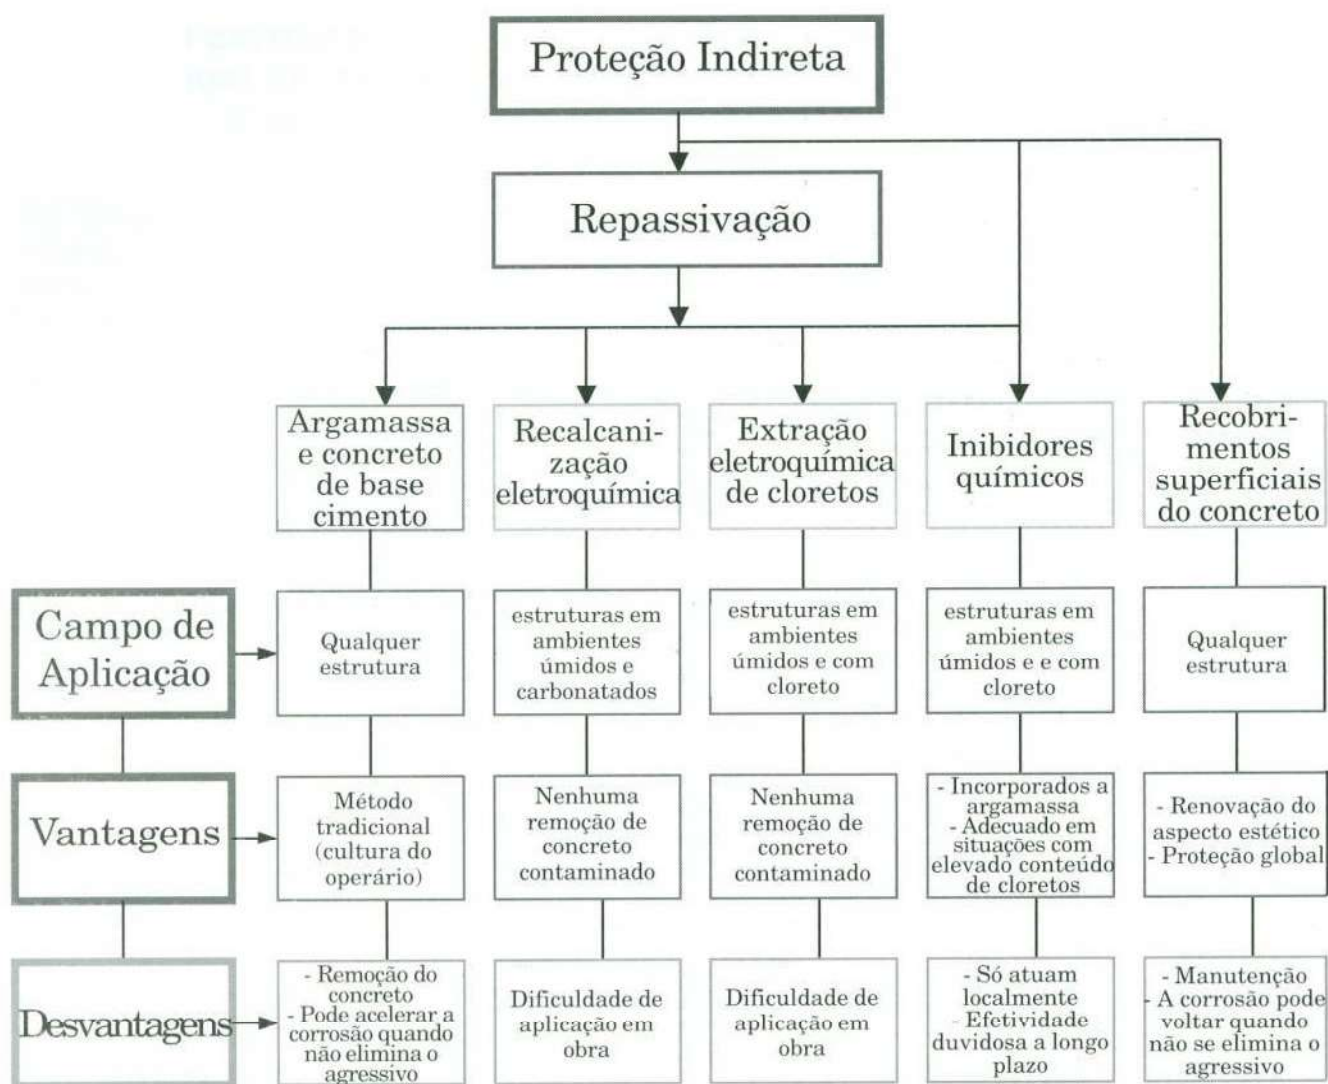 Proteção Indireta
Repassivação
Argamassa
e concreto
de base
cimento
Recalcani-
zação
eletroquímica
Extração
eletroquímica
de cloretos
Inibidores
químicos
Recobri-
mentos
superficiais
do concreto
Campo de
Aplicação
Qualquer
estrutura
estruturas em
ambientes
úmidos e
carbonatados
estruturas em
ambientes
úmidos e com
cloreto
estruturas em
ambientes
úmidos e e com
cloreto
Qualquer
estrutura
Vantagens
Método
tradicional
(cultura do
operário)
Nenhuma
remoção de
concreto
contaminado
Nenhuma
remoção de
concreto
contaminado
- Incorporados a
argamassa
- Adecuado em
situações com
elevado conteúdo
de cloretos
- Renovação do
aspecto estético
- Proteção global
Desvantagens
- Remoção do
concreto
- Pode acelerar a
corrosão quando
não elimina o
agressivo
Dificuldade de
aplicação em
obra
Dificuldade de
aplicação em
obra
- Só atuam
localmente
- Efetividade
duvidosa a longo
plazo
- Manutenção
- A corrosão pode
voltar quando
não se elimina o
agressivo